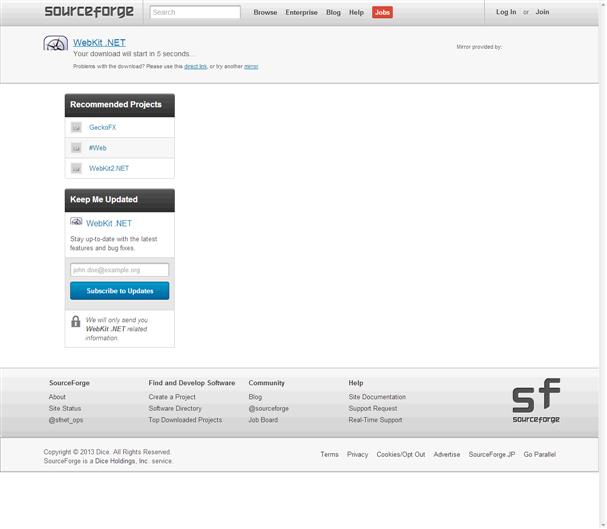 sourceforge
Search
Browse Enterprise Blog Help Jobs
Log In or Join
WebKit .NET
Your download will start in 5 seconds...
Problems with the download? Please use this direct link, or try another mirror.
Mirror provided by:
Recommended Projects
GeckoFX
#Web
WebKit2.NET
Keep Me Updated
WebKit .NET
Stay up-to-date with the latest
features and bug fixes.
john.doe@example.org
Subscribe to Updates
We will only send you
WebKit .NET related
information.
SourceForge
About
Site Status
@sfnet_ops
Find and Develop Software
Create a Project
Software Directory
Top Downloaded Projects
Community
Blog
@sourceforge
Job Board
Help
Site Documentation
Support Request
Real-Time Support
sf
sourceforge
Copyright © 2013 Dice. All Rights Reserved.
SourceForge is a Dice Holdings, Inc. service.
Terms Privacy Cookies/Opt Out Advertise SourceForge.JP Go Parallel